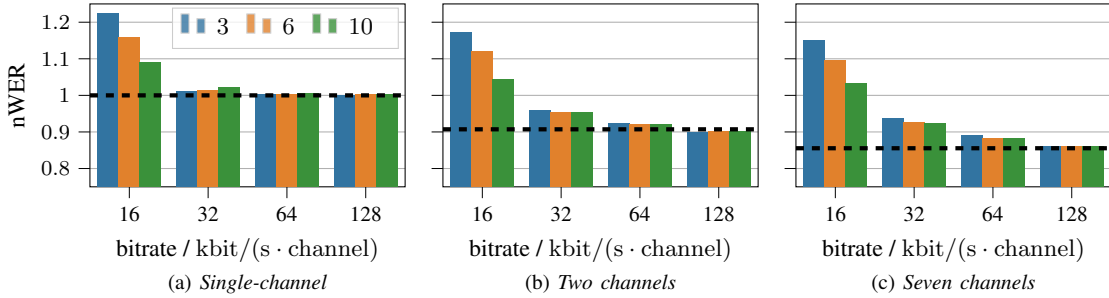 nWER
1.2
1.1
1
0.9
0.8
3 6 10
16 32 64 128
bitrate / kbit/(s · channel)
(a) Single-channel
16 32 64 128
bitrate / kbit/(s · channel)
(b) Two channels
16 32 64 128
bitrate / kbit/(s · channel)
(c) Seven channels